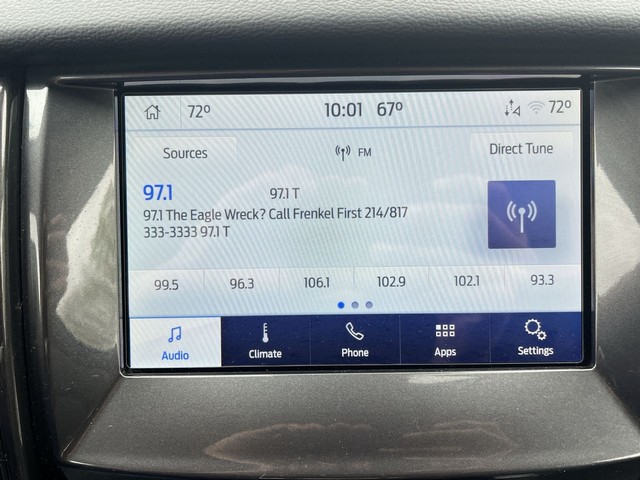 72° 10:01 67° 72°
Sources FM Direct Tune
97.1 97.1 T
97.1 The Eagle Wreck? Call Frenkel First 214/817
333-3333 97.1 T
99.5 96.3 106.1 102.9 102.1 93.3
Audio Climate Phone Apps Settings